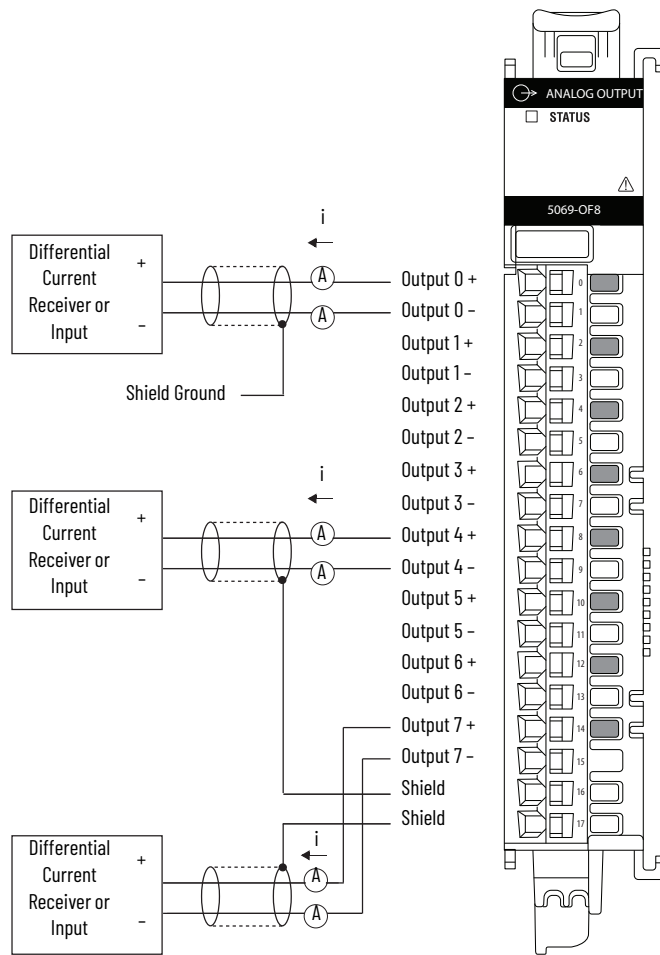 ANALOG OUTPUT
STATUS
5069-OF8
i
Differential
Current
Receiver or
Input
+
–
A
A
Shield Ground
Output 0 +
Output 0 –
Output 1 +
Output 1 –
Output 2 +
Output 2 –
Output 3 +
Output 3 –
Output 4 +
Output 4 –
Output 5 +
Output 5 –
Output 6 +
Output 6 –
Output 7 +
Output 7 –
Shield
Shield
0
1
2
3
4
5
6
7
8
9
10
11
12
13
14
15
16
17
i
Differential
Current
Receiver or
Input
+
–
A
A
i
Differential
Current
Receiver or
Input
+
–
A
A